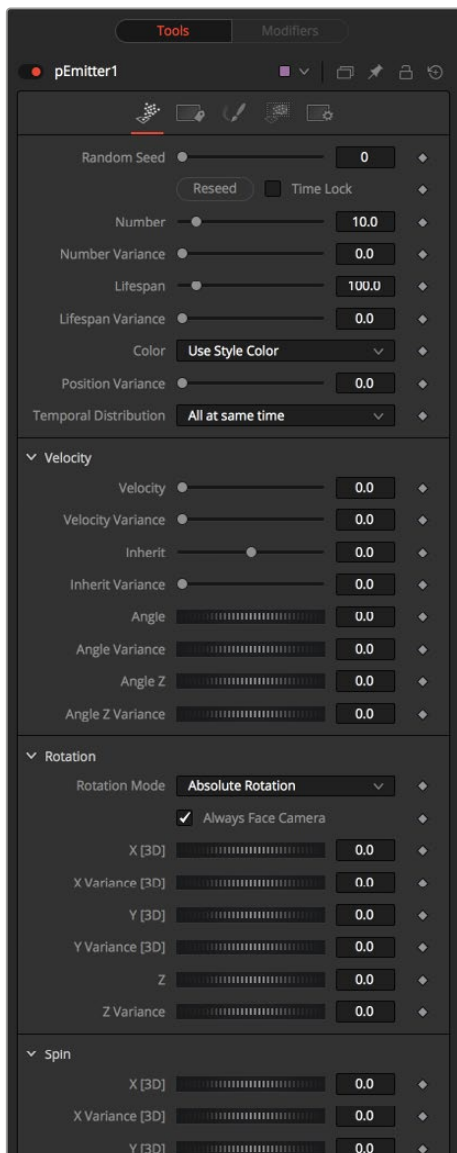 Tools Modifiers
pEmitter1
Random Seed 0
Reseed Time Lock
Number 10.0
Number Variance 0.0
Lifespan 100.0
Lifespan Variance 0.0
Color Use Style Color
Position Variance 0.0
Temporal Distribution All at same time
Velocity
Velocity 0.0
Velocity Variance 0.0
Inherit 0.0
Inherit Variance 0.0
Angle 0.0
Angle Variance 0.0
Angle Z 0.0
Angle Z Variance 0.0
Rotation
Rotation Mode Absolute Rotation
Always Face Camera
X [3D] 0.0
X Variance [3D] 0.0
Y [3D] 0.0
Y Variance [3D] 0.0
Z 0.0
Z Variance 0.0
Spin
X [3D] 0.0
X Variance [3D] 0.0
Y [3D] 0.0